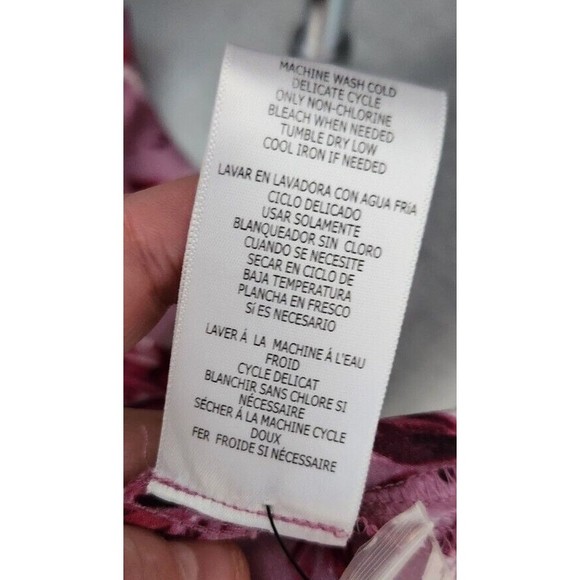 MACHINE WASH COLD
DELICATE CYCLE
ONLY NON-CHLORINE
BLEACH WHEN NEEDED
TUMBLE DRY LOW
COOL IRON IF NEEDED
LAVAR EN LAVADORA CON AGUA FRíA
CICLO DELICADO
USAR SOLAMENTE
BLANQUEADOR SIN CLORO
CUANDO SE NECESITE
SECAR EN CICLO DE
BAJA TEMPERATURA
PLANCHA EN FRESCO
Sí ES NECESARIO
LAVER Á LA MACHINE Á L'EAU
FROID
CYCLE DELICAT
BLANCHIR SANS CHLORE SI
NÉCESSAIRE
SÉCHER Á LA MACHINE CYCLE
DOUX
FER FROIDE SI NÉCESSAIRE